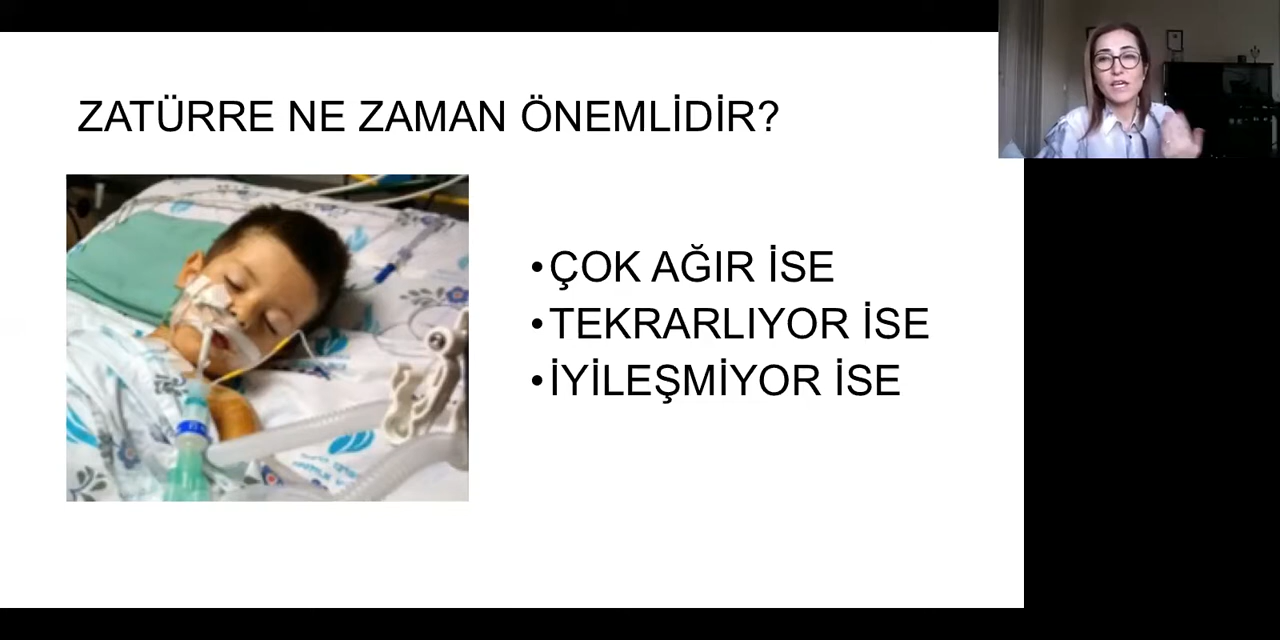 ZATÜRRE NE ZAMAN ÖNEMLİDİR?
•ÇOK AĞIR İSE
•TEKRARLIYOR İSE
•İYİLEŞMİYOR İSE